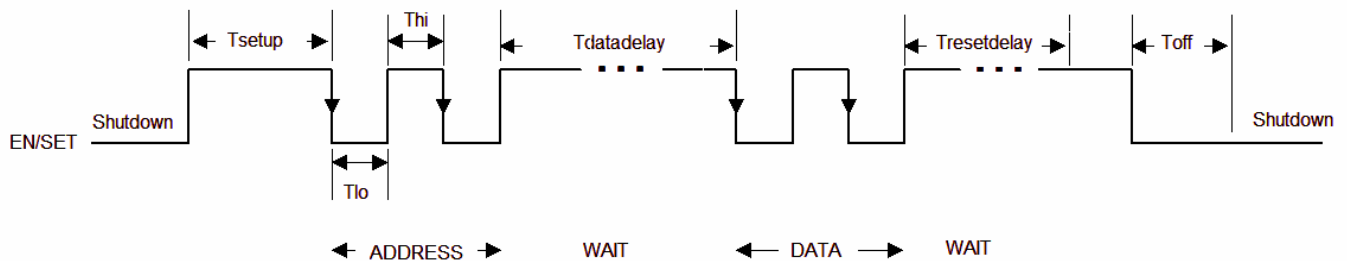 Thi
Tsetup
Tdatadelay
Tresetdelay
Toff
Shutdown
Shutdown
EN/SET
Tlo
ADDRESS
WAIT
DATA
WAIT